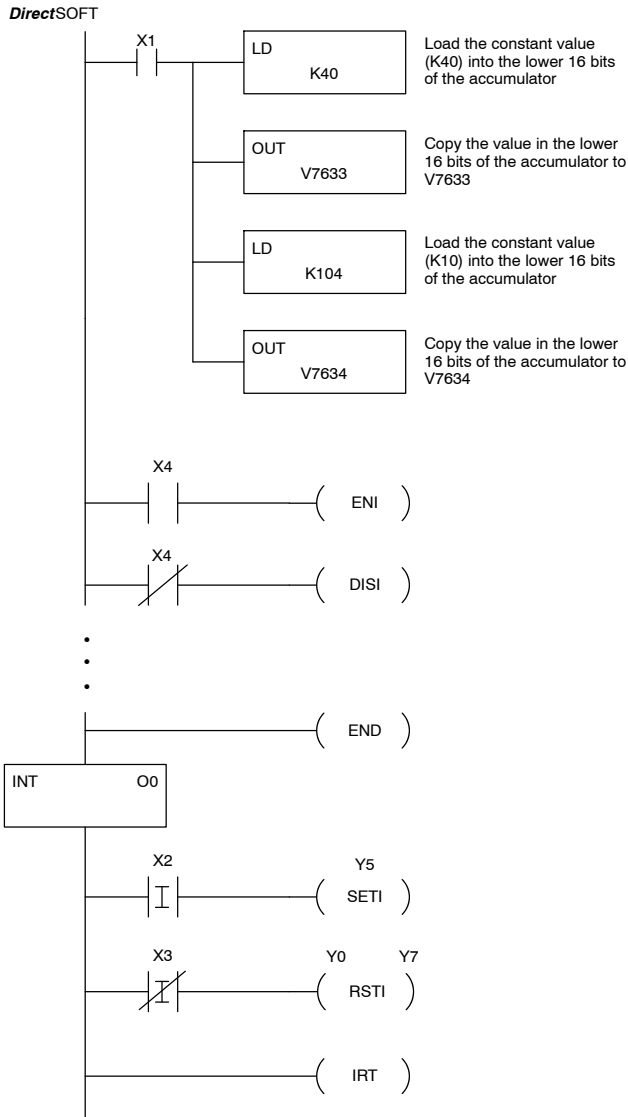 DirectSOFT
X1
LD
K40
Load the constant value
(K40) into the lower 16 bits
of the accumulator
OUT
V7633
Copy the value in the lower
16 bits of the accumulator to
V7633
LD
K104
Load the constant value
(K10) into the lower 16 bits
of the accumulator
OUT
V7634
Copy the value in the lower
16 bits of the accumulator to
V7634
X4
ENI
X4
DISI
END
INT O0
X2
Y5
SETI
X3
Y0 Y7
RSTI
IRT